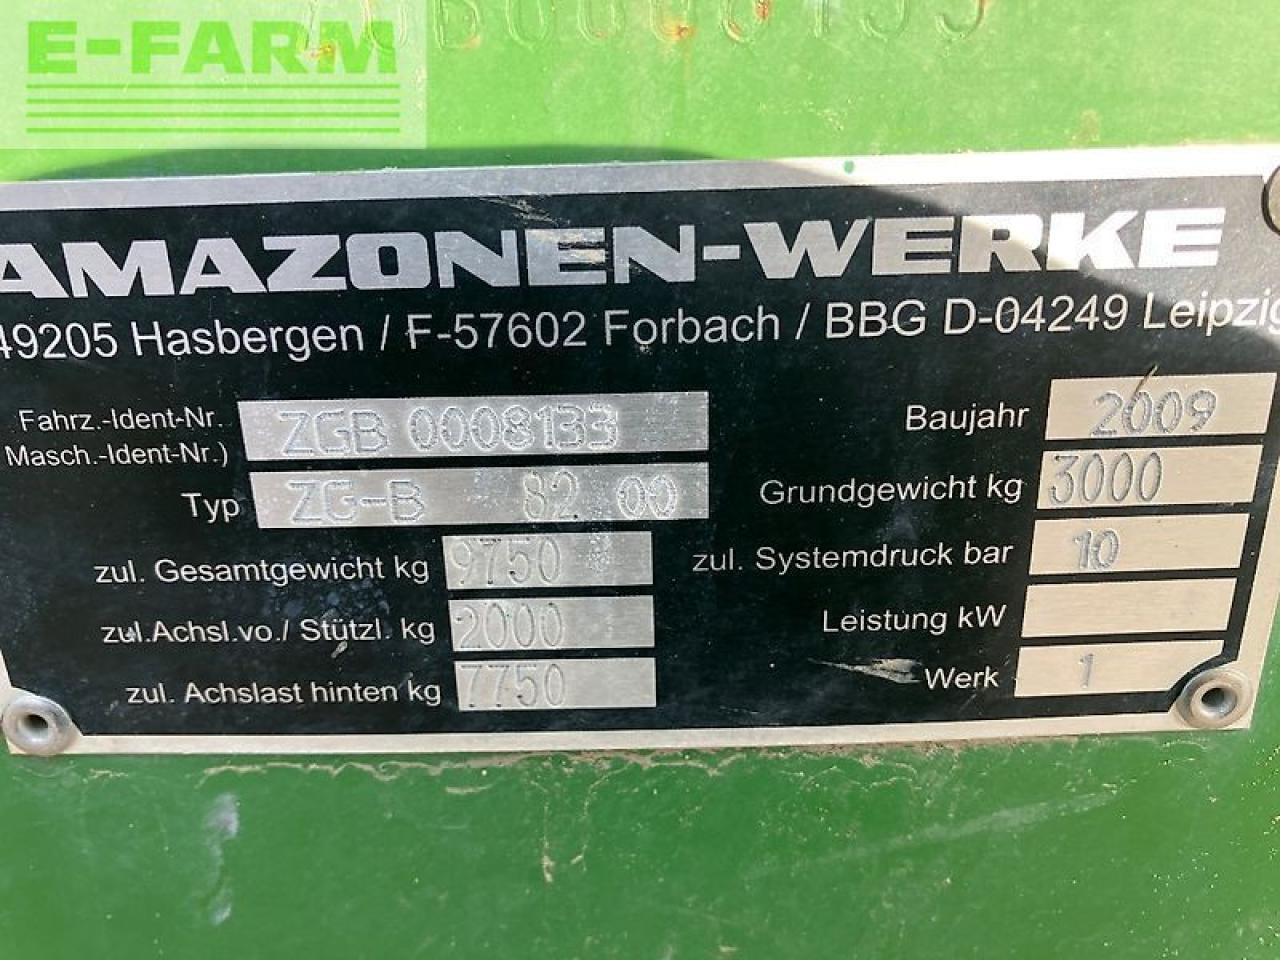 E-FARM
AMAZONEN-WERKE
49205 Hasbergen / F-57602 Forbach / BBG D-04249 Leipzig
Fahrz.-Ident-Nr.
Masch.-Ident-Nr.) ZGB 0008133
Typ ZG-B 82 00
zul. Gesamtgewicht kg 9750
zul.Achsl.vo./ Stützl. kg 2000
zul. Achslast hinten kg 7750
Baujahr 2009
Grundgewicht kg 3000
zul. Systemdruck bar 10
Leistung kW
Werk 1